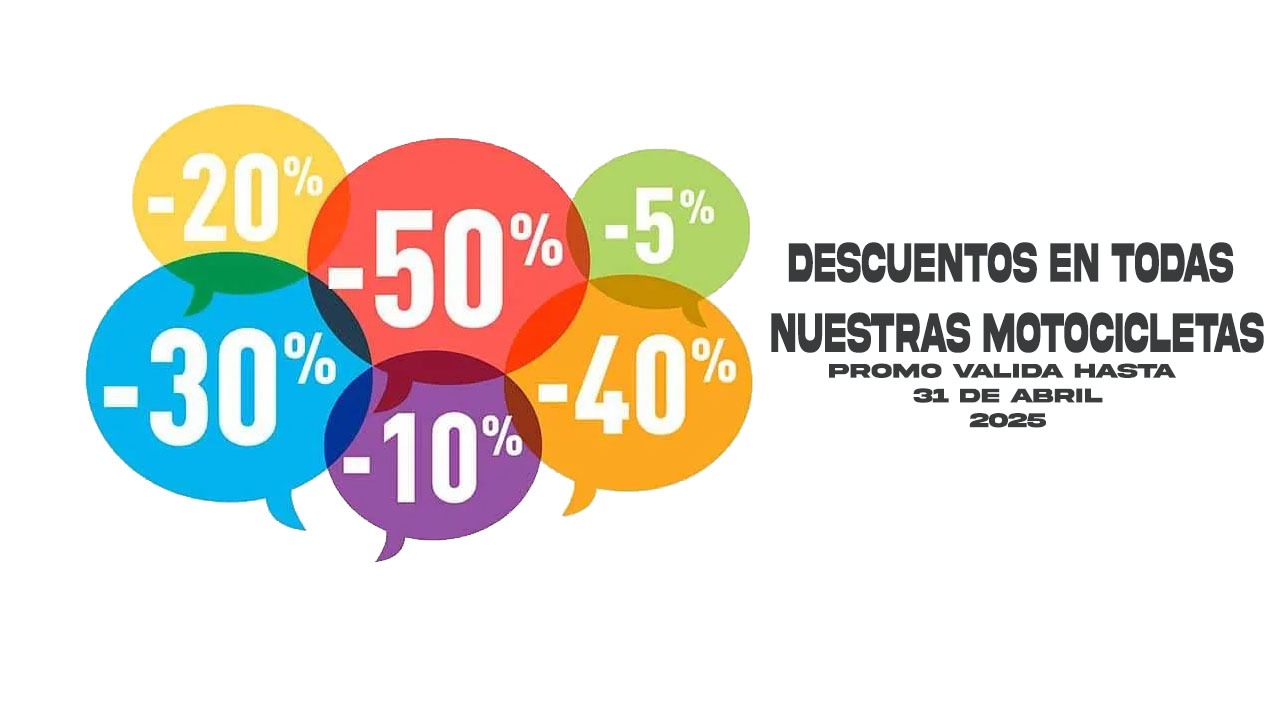 -20%
-50%
-5%
-30%
-40%
-10%
DESCUENTOS EN TODAS
NUESTRAS MOTOCICLETAS
PROMO VALIDA HASTA
31 DE ABRIL
2025